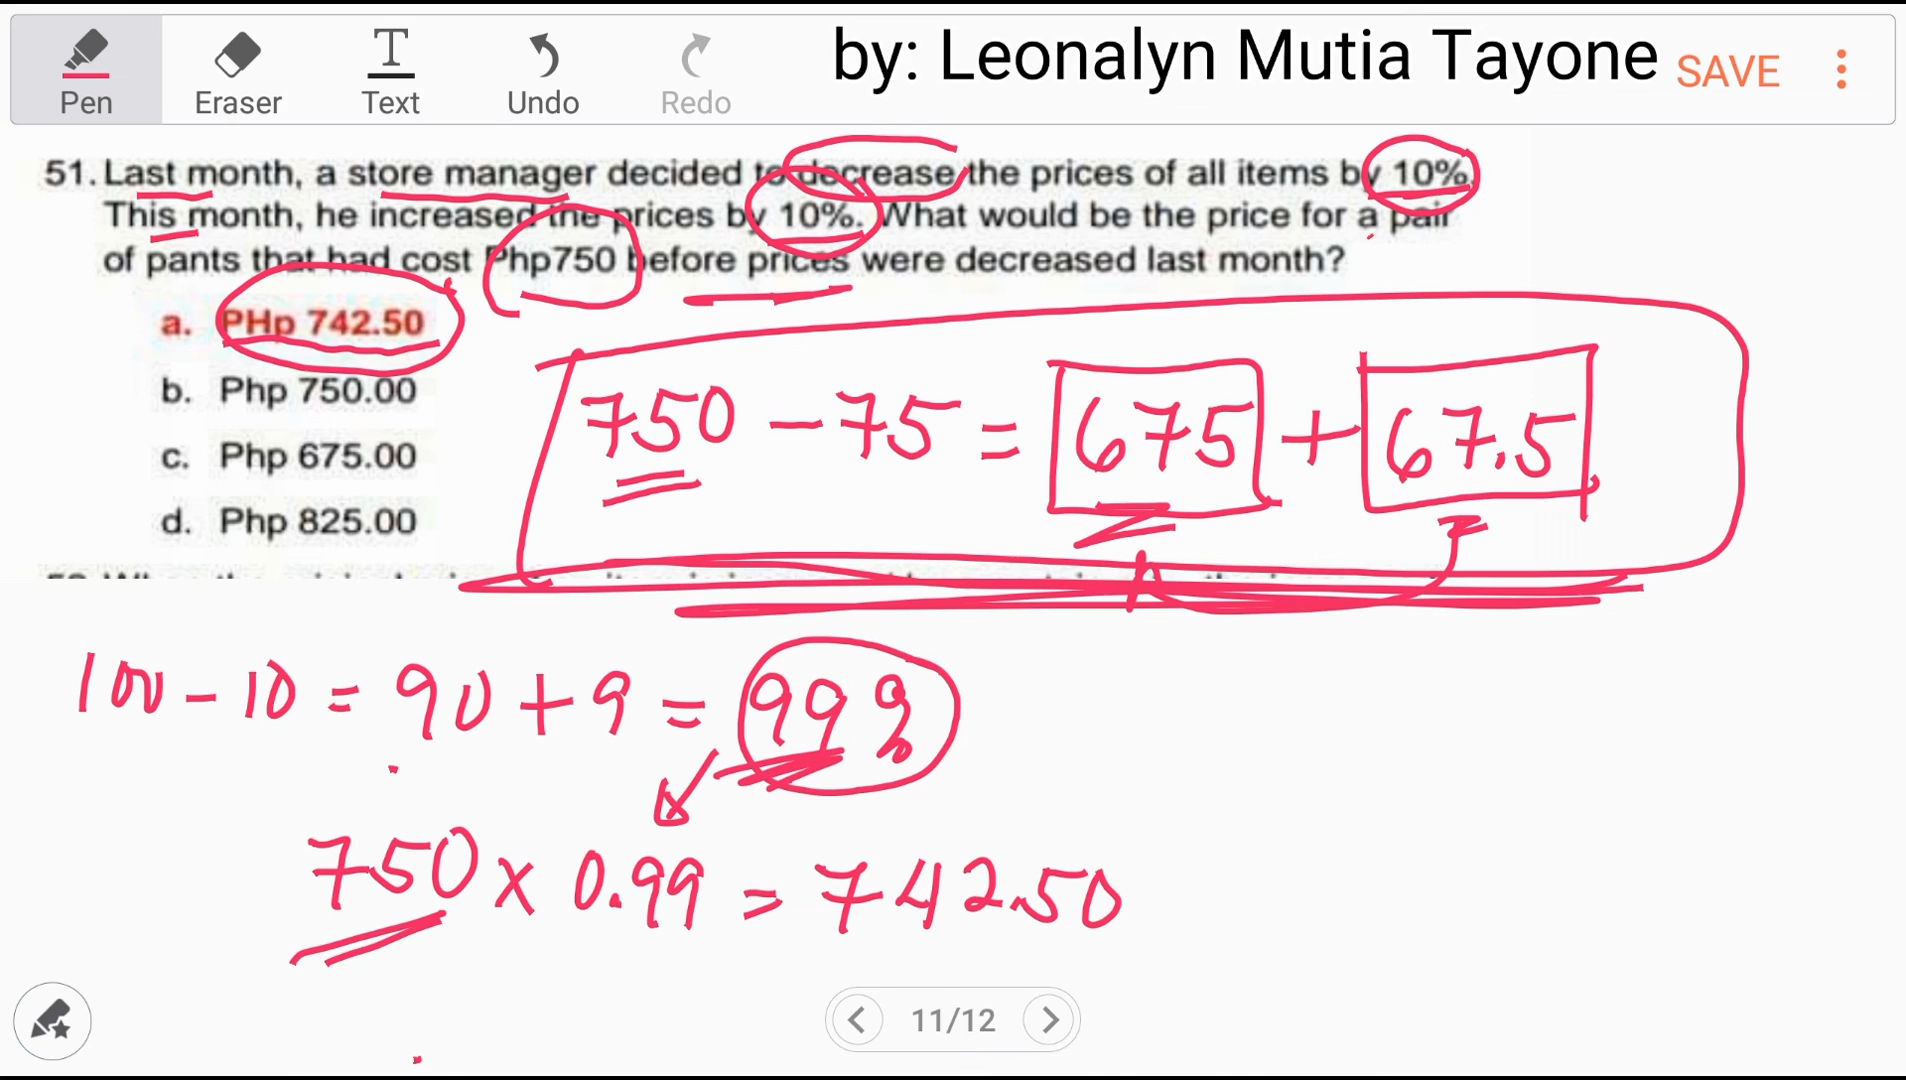 by: Leonalyn Mutia Tayone
SAVE
Pen
Eraser
Text
Undo
Redo
51. Last month, a store manager decided to decrease the prices of all items by 10%.
This month, he increased the prices by 10%. What would be the price for a pair
of pants that had cost Php750 before prices were decreased last month?
a. PHp 742.50
b. Php 750.00
c. Php 675.00
d. Php 825.00
750 - 75 = 675 + 67.5
100 - 10 = 90 + 9 = 99%
750 x 0.99 = 742.50
11/12